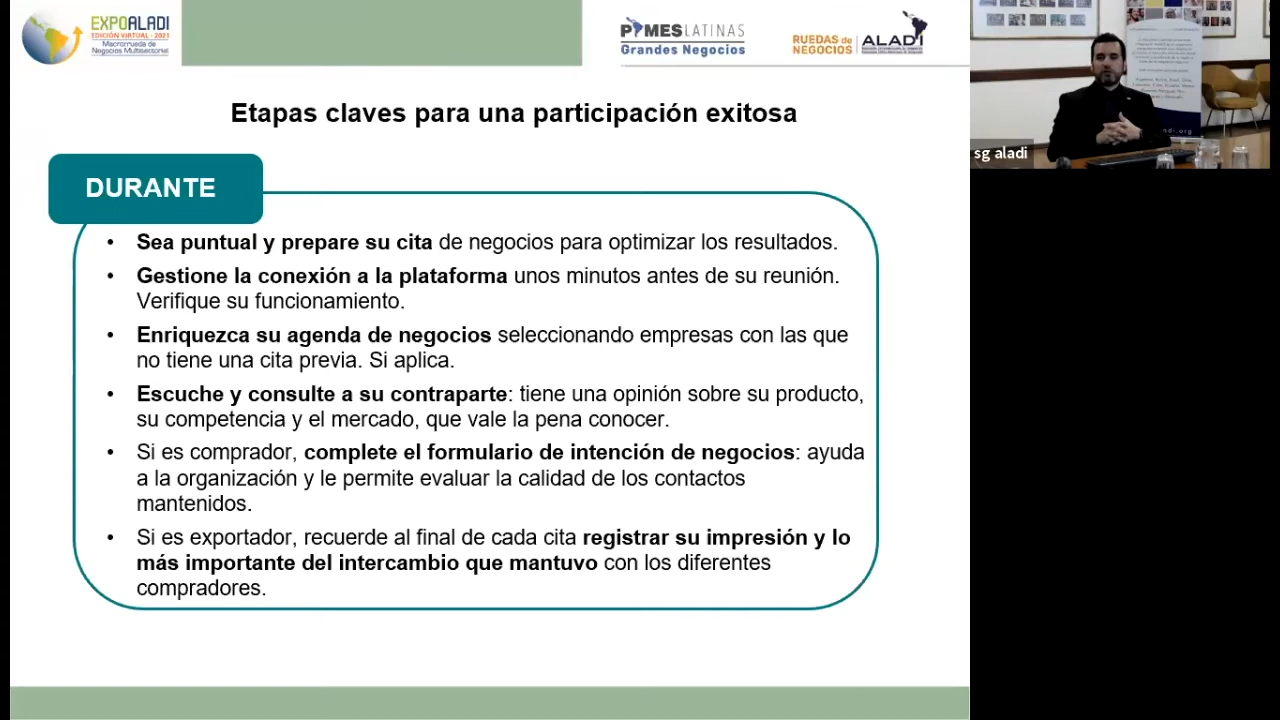 EXPOALADI
EDICIÓN VIRTUAL - 2021
Macrorrueda de
Negocios Multisectorial
PYMESLATINAS
Grandes Negocios
RUEDAS de
NEGOCIOS
ALADI
Etapas claves para una participación exitosa
DURANTE
• Sea puntual y prepare su cita de negocios para optimizar los resultados.
• Gestione la conexión a la plataforma unos minutos antes de su reunión.
Verifique su funcionamiento.
• Enriquezca su agenda de negocios seleccionando empresas con las que
no tiene una cita previa. Si aplica.
• Escuche y consulte a su contraparte: tiene una opinión sobre su producto,
su competencia y el mercado, que vale la pena conocer.
• Si es comprador, complete el formulario de intención de negocios: ayuda
a la organización y le permite evaluar la calidad de los contactos
mantenidos.
• Si es exportador, recuerde al final de cada cita registrar su impresión y lo
más importante del intercambio que mantuvo con los diferentes
compradores.
sg aladi